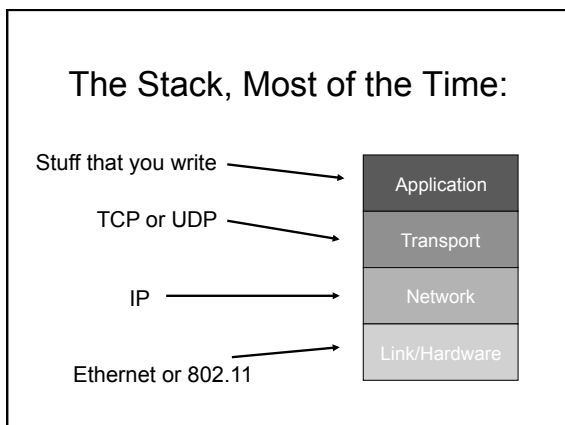 The Stack, Most of the Time:
Stuff that you write
Application
TCP or UDP
Transport
IP
Network
Link/Hardware
Ethernet or 802.11